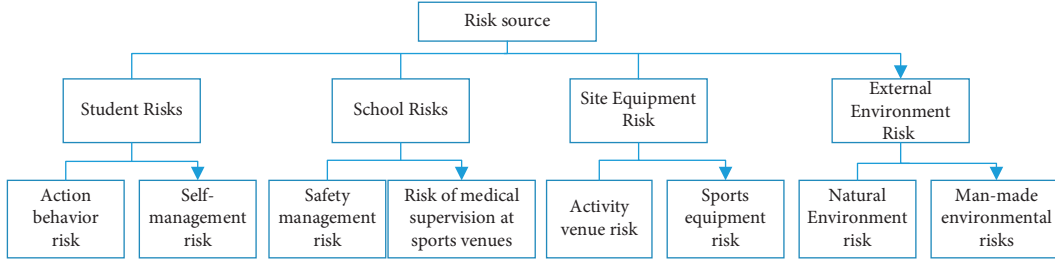 Risk source
Student Risks
School Risks
Site Equipment
Risk
External
Environment
Risk
Action
behavior
risk
Self-
management
risk
Safety
management
risk
Risk of medical
supervision at
sports venues
Activity
venue risk
Sports
equipment
risk
Natural
Environment
risk
Man-made
environmental
risks